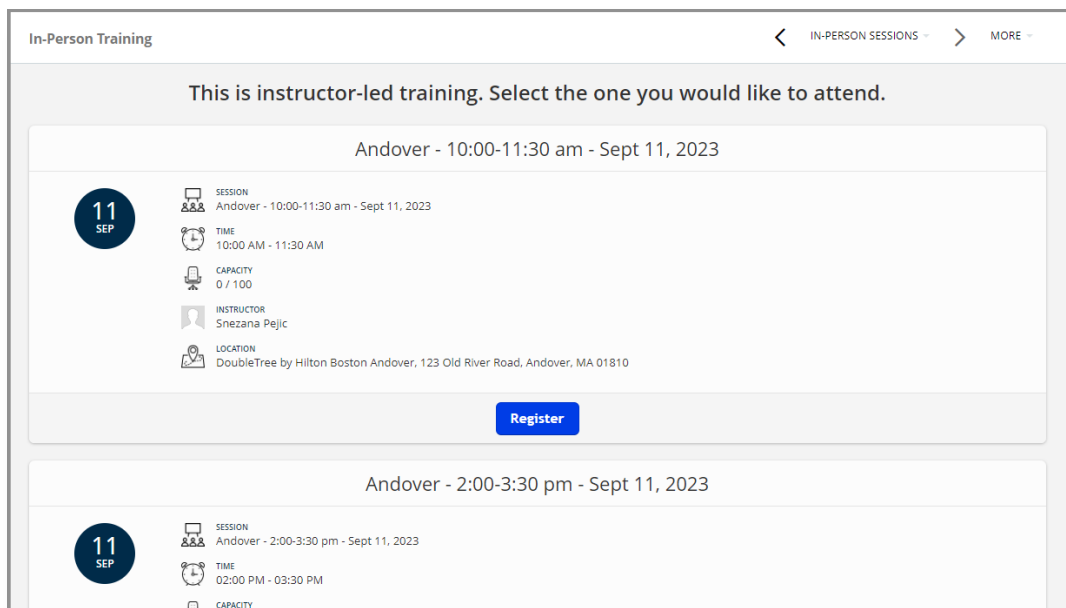 In-Person Training
IN-PERSON SESSIONS
MORE
This is instructor-led training. Select the one you would like to attend.
Andover - 10:00-11:30 am - Sept 11, 2023
11
SEP
SESSION
Andover - 10:00-11:30 am - Sept 11, 2023
TIME
10:00 AM - 11:30 AM
CAPACITY
0 / 100
INSTRUCTOR
Snezana Pejic
LOCATION
DoubleTree by Hilton Boston Andover, 123 Old River Road, Andover, MA 01810
Register
Andover - 2:00-3:30 pm - Sept 11, 2023
11
SEP
SESSION
Andover - 2:00-3:30 pm - Sept 11, 2023
TIME
02:00 PM - 03:30 PM
CAPACITY